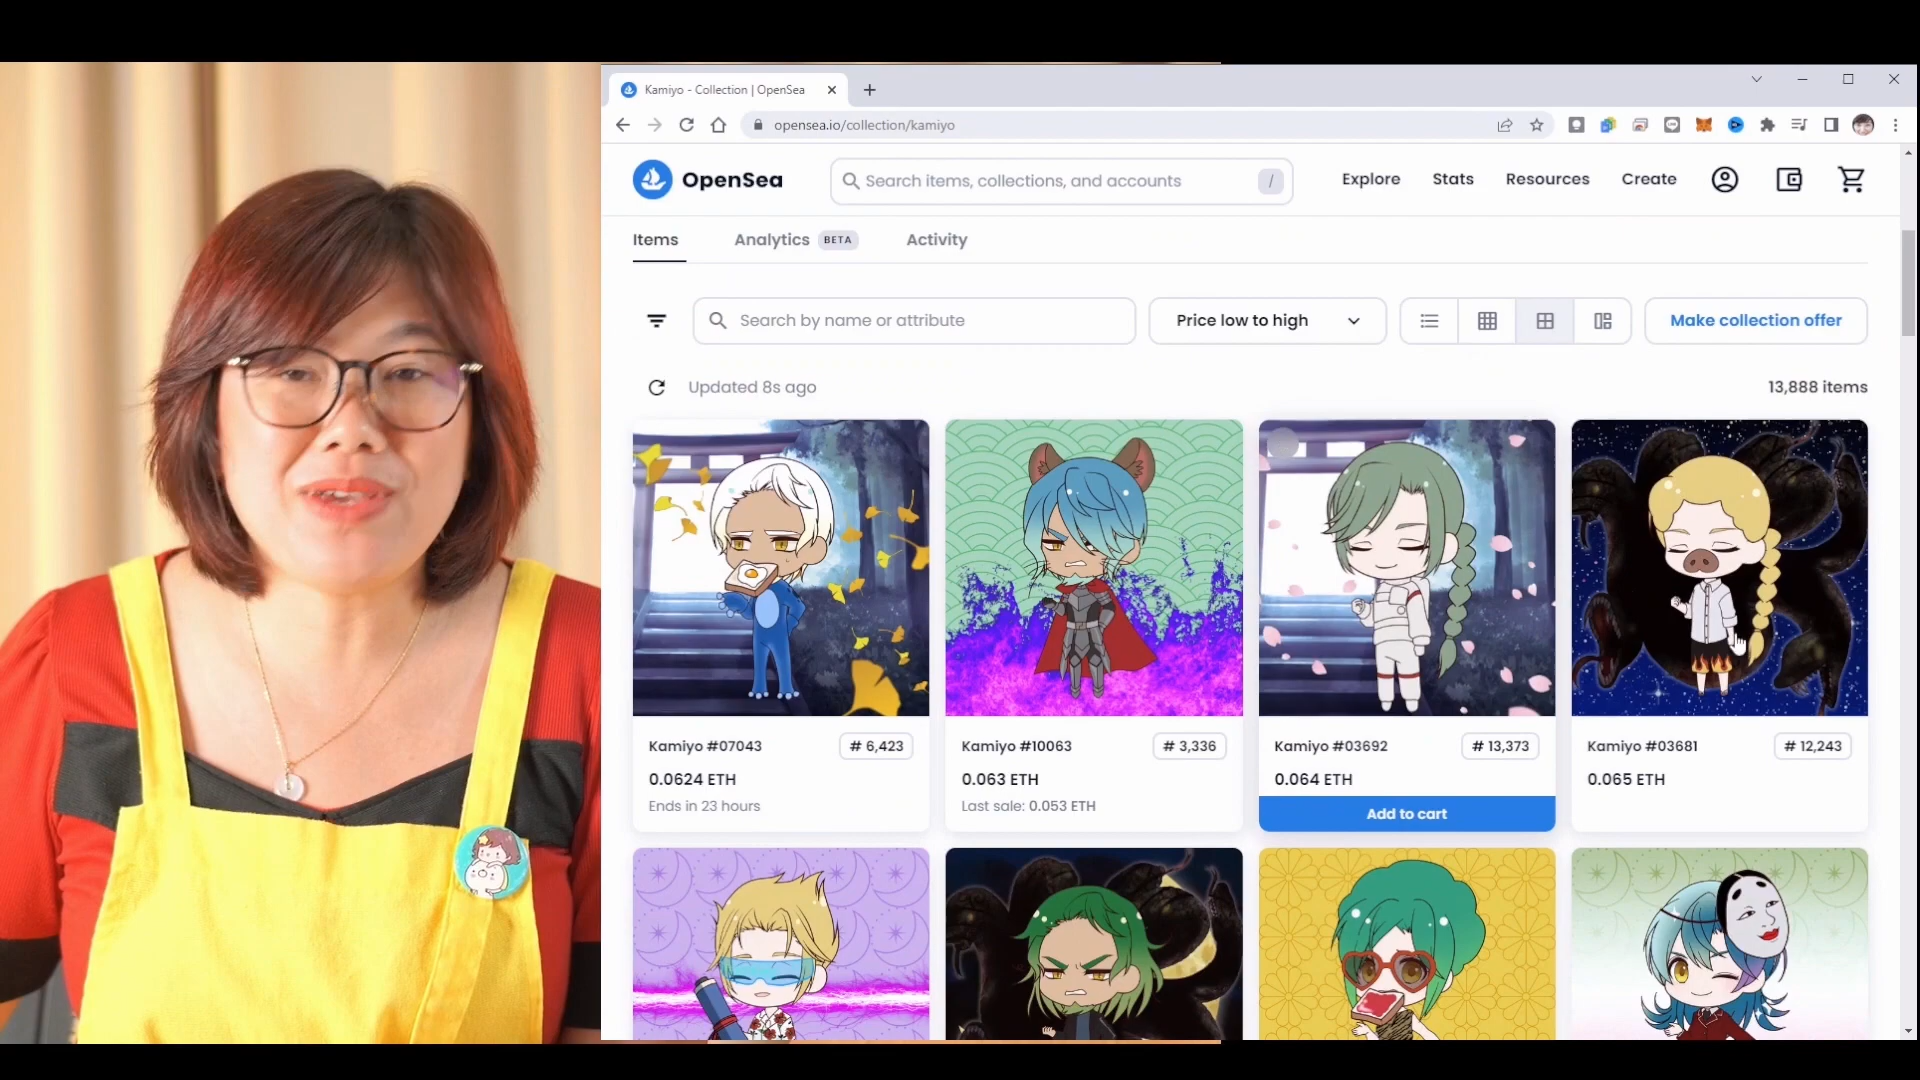 Kamiyo - Collection | OpenSea
opensea.io/collection/kamiyo
OpenSea
Search items, collections, and accounts
/
Explore
Stats
Resources
Create
Items
Analytics
BETA
Activity
Search by name or attribute
Price low to high
Make collection offer
Updated 8s ago
13,888 items
Kamiyo #07043
# 6,423
0.0624 ETH
Ends in 23 hours
Kamiyo #10063
# 3,336
0.063 ETH
Last sale: 0.053 ETH
Kamiyo #03692
# 13,373
0.064 ETH
Add to cart
Kamiyo #03681
# 12,243
0.065 ETH